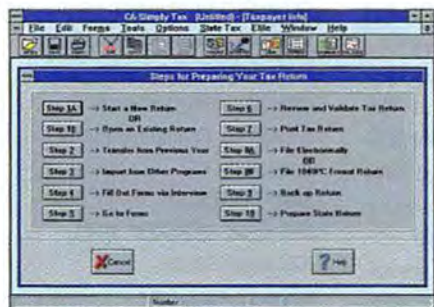 CA-Simply Tax - [Untitled] - [Taxpayer Info]
File Edit Forms Tools Options State Tax Efile Window Help
Steps for Preparing Your Tax Return
Step 1A -> Start a New Return
OR
Step 1B -> Open an Existing Return
Step 2 -> Transfer from Previous Year
Step 3 -> Import from Other Programs
Step 4 -> Fill Out Forms via Interview
Step 5 -> Go to Forms
Step 6 -> Review and Validate Tax Return
Step 7 -> Print Tax Return
Step 8A -> File Electronically
OR
Step 8B -> File 1040PC Format Return
Step 9 -> Back up Return
Step 10 -> Prepare State Return
Cancel
Help
Number